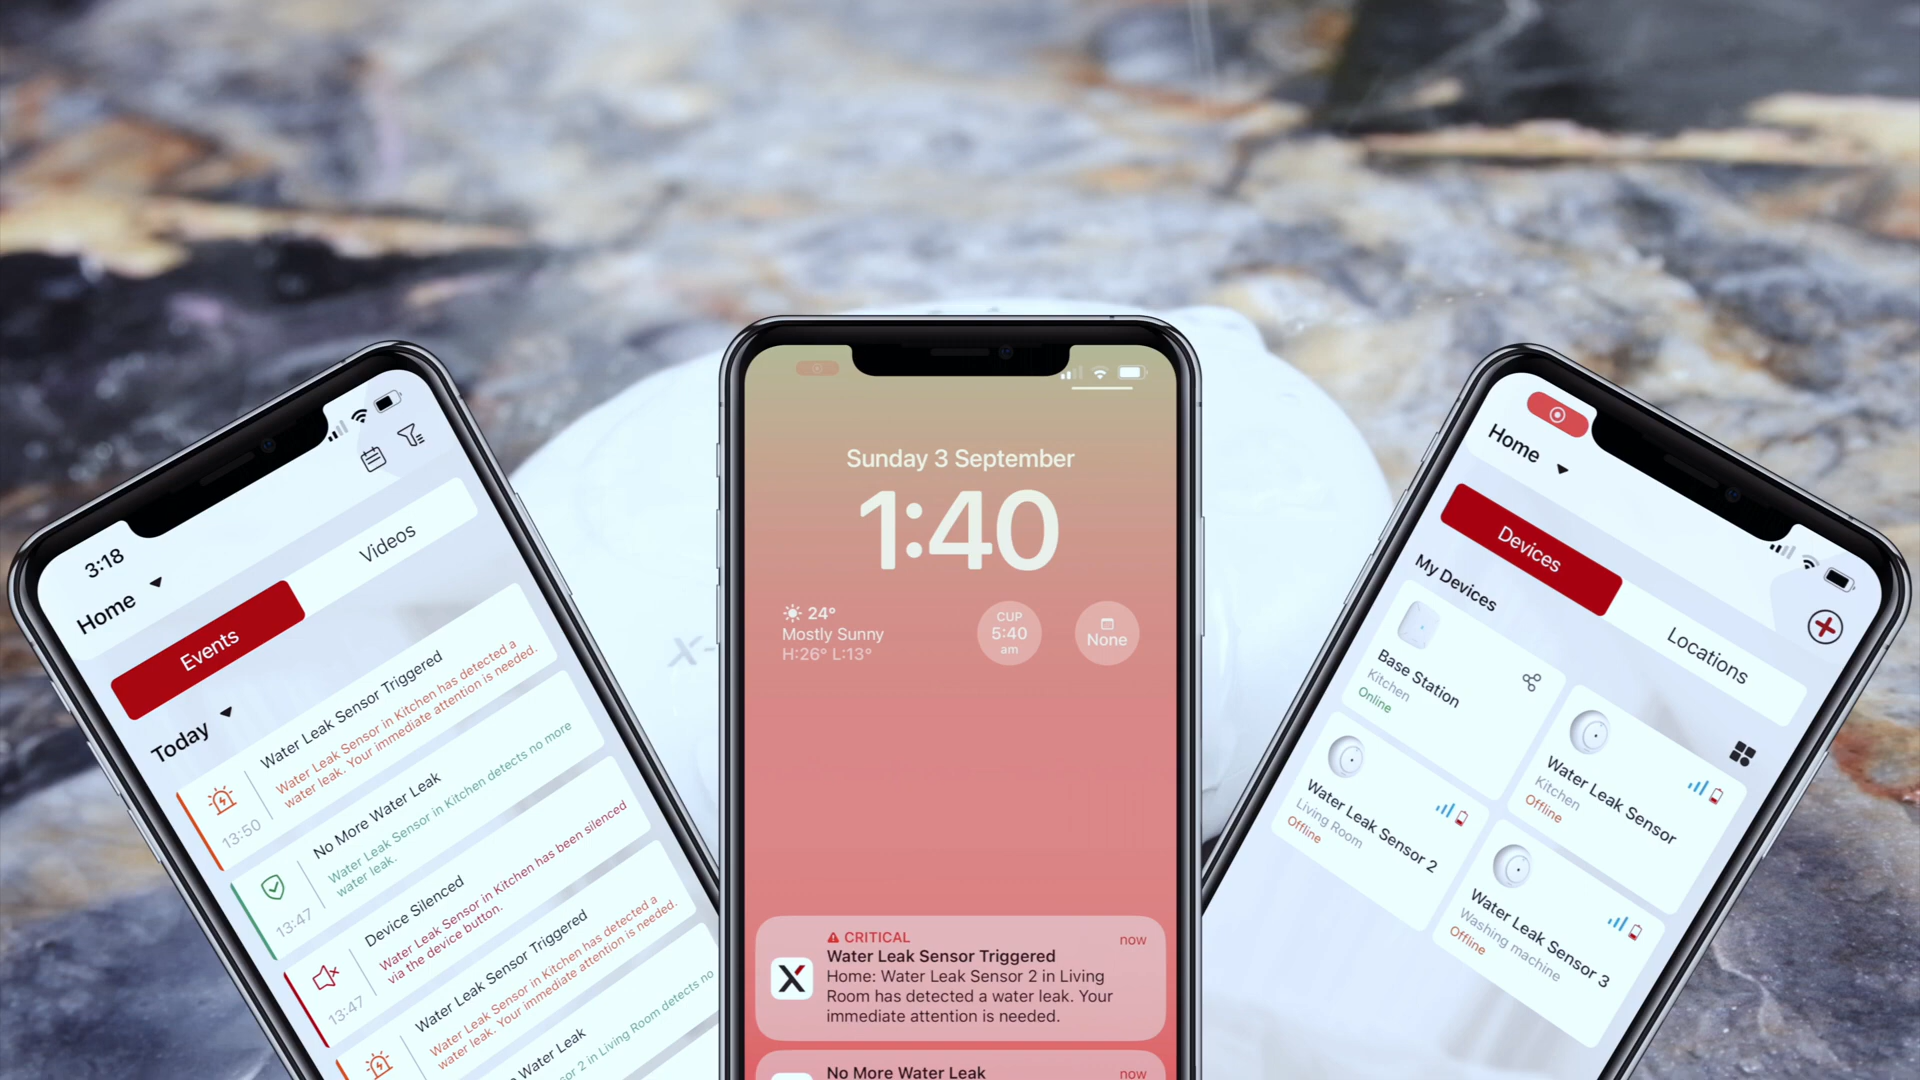 3:18
Home
Events
Videos
Today
Water Leak Sensor Triggered
Water Leak Sensor in Kitchen has detected a
water leak. Your immediate attention is needed.
13:50
No More Water Leak
Water Leak Sensor in Kitchen detects no more
water leak.
13:47
Device Silenced
Water Leak Sensor in Kitchen has been silenced
via the device button.
13:47
Water Leak Sensor Triggered
Water Leak Sensor in Kitchen has detected a
water leak. Your immediate attention is needed.
Water Leak
sor 2 in Living Room detects no
X-
Sunday 3 September
1:40
24°
Mostly Sunny
H:26° L:13°
CUP
5:40
am
None
CRITICAL
now
Water Leak Sensor Triggered
Home: Water Leak Sensor 2 in Living
Room has detected a water leak. Your
immediate attention is needed.
X
No More Water Leak
now
Home
Devices
Locations
My Devices
Base Station
Kitchen
Online
Water Leak Sensor
Kitchen
Offline
Water Leak Sensor 2
Living Room
Offline
Water Leak Sensor 3
Washing machine
Offline